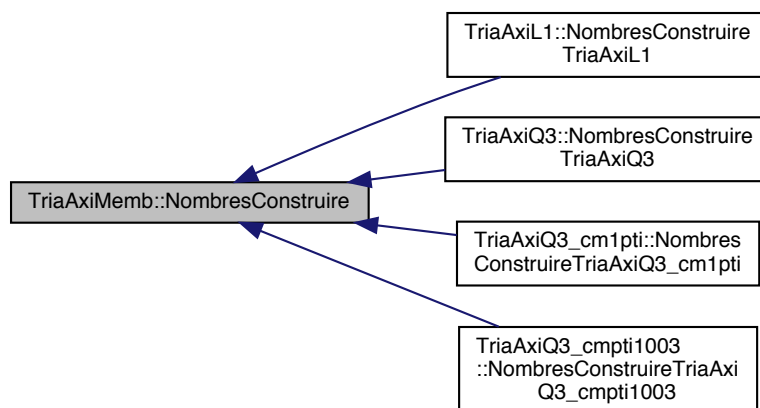 TriaAxiL1::NombresConstruire
TriaAxiL1
TriaAxiQ3::NombresConstruire
TriaAxiQ3
TriaAxiMemb::NombresConstruire
TriaAxiQ3_cm1pti::Nombres
ConstruireTriaAxiQ3_cm1pti
TriaAxiQ3_cmpti1003
::NombresConstruireTriaAxi
Q3_cmpti1003